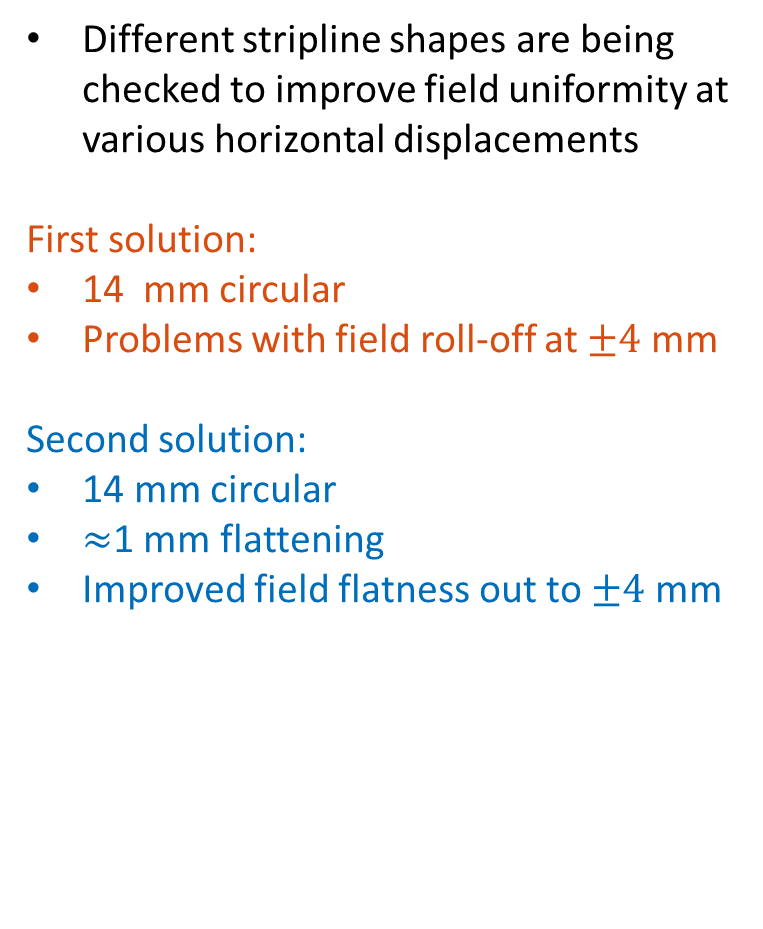 • Different stripline shapes are being
checked to improve field uniformity at
various horizontal displacements
First solution:
• 14  mm circular
• Problems with field roll-off at ±4 mm
Second solution:
• 14 mm circular
• ≈1 mm flattening
• Improved field flatness out to ±4 mm